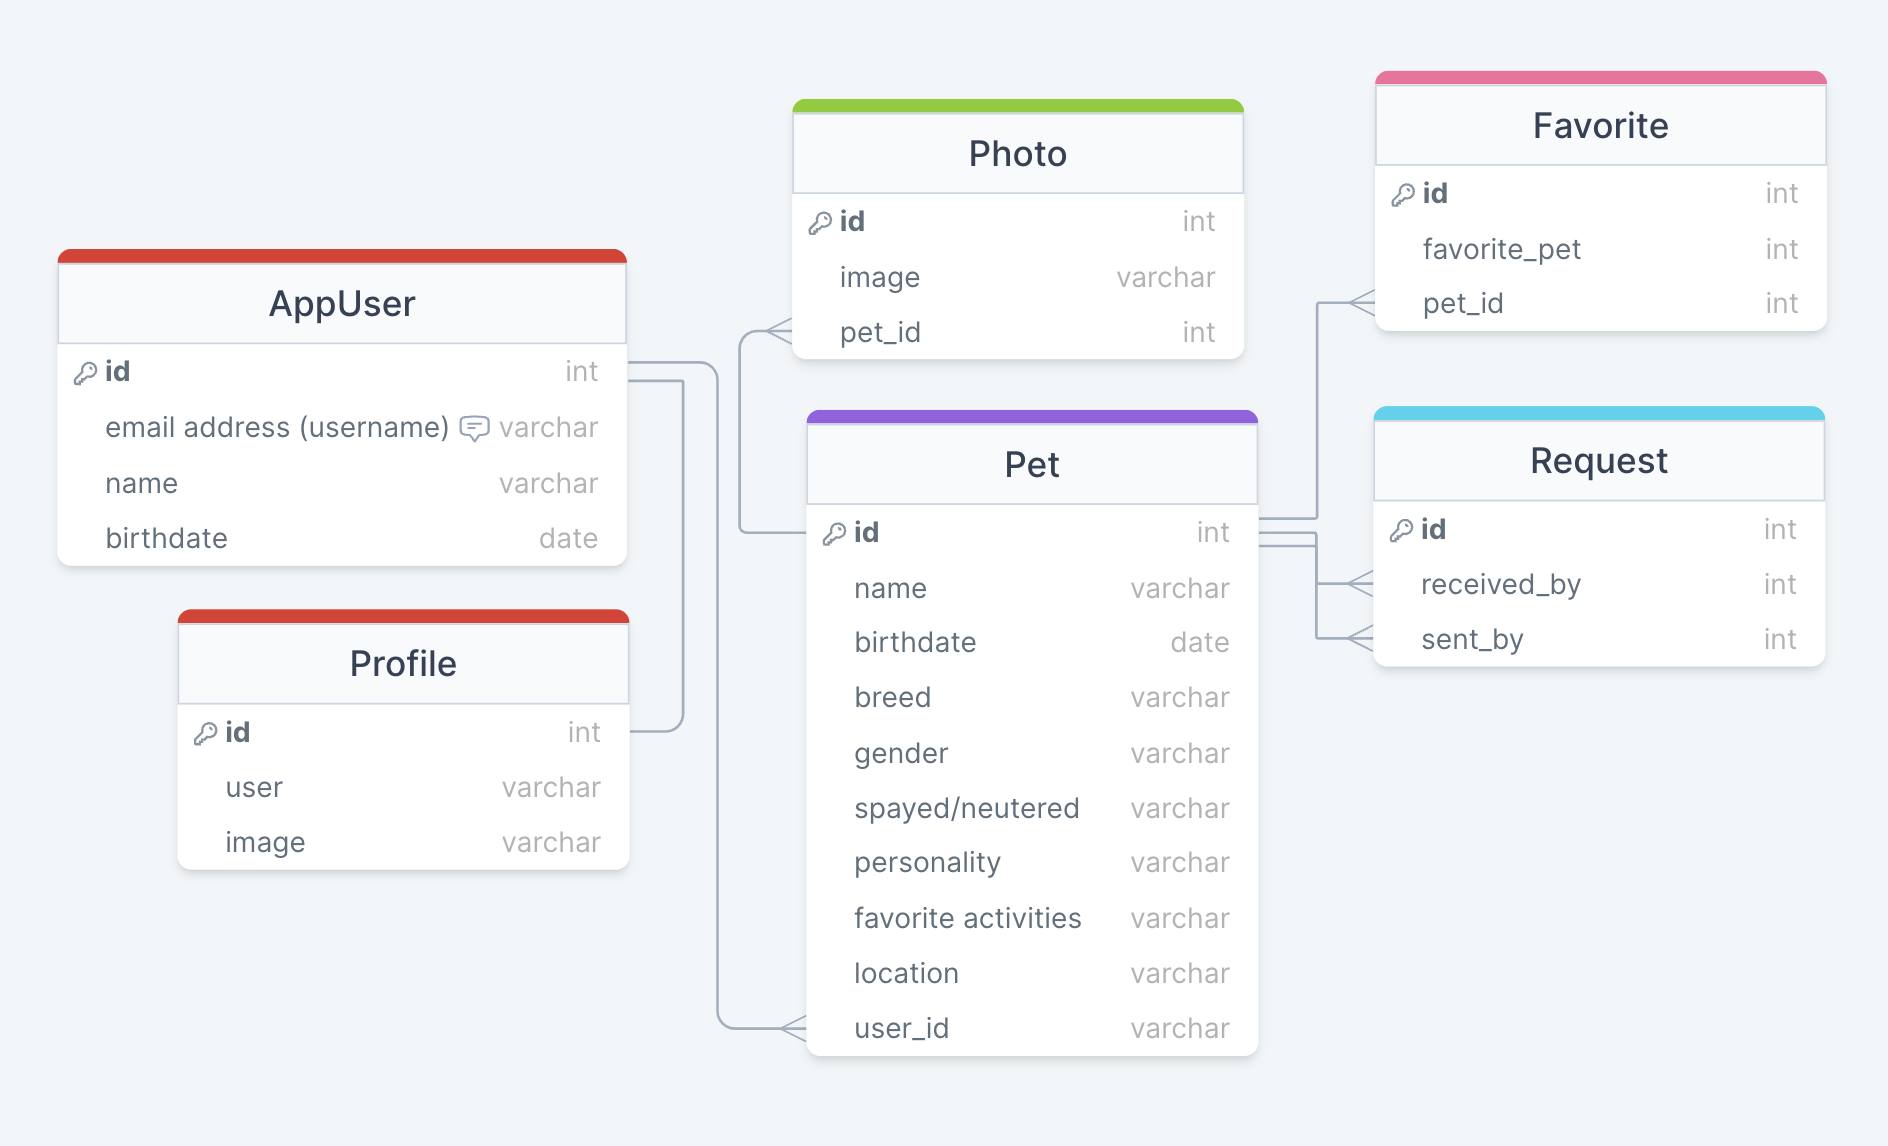 AppUser
id int
email address (username) varchar
name varchar
birthdate date
Profile
id int
user varchar
image varchar
Photo
id int
image varchar
pet_id int
Pet
id int
name varchar
birthdate date
breed varchar
gender varchar
spayed/neutered varchar
personality varchar
favorite activities varchar
location varchar
user_id varchar
Favorite
id int
favorite_pet int
pet_id int
Request
id int
received_by int
sent_by int